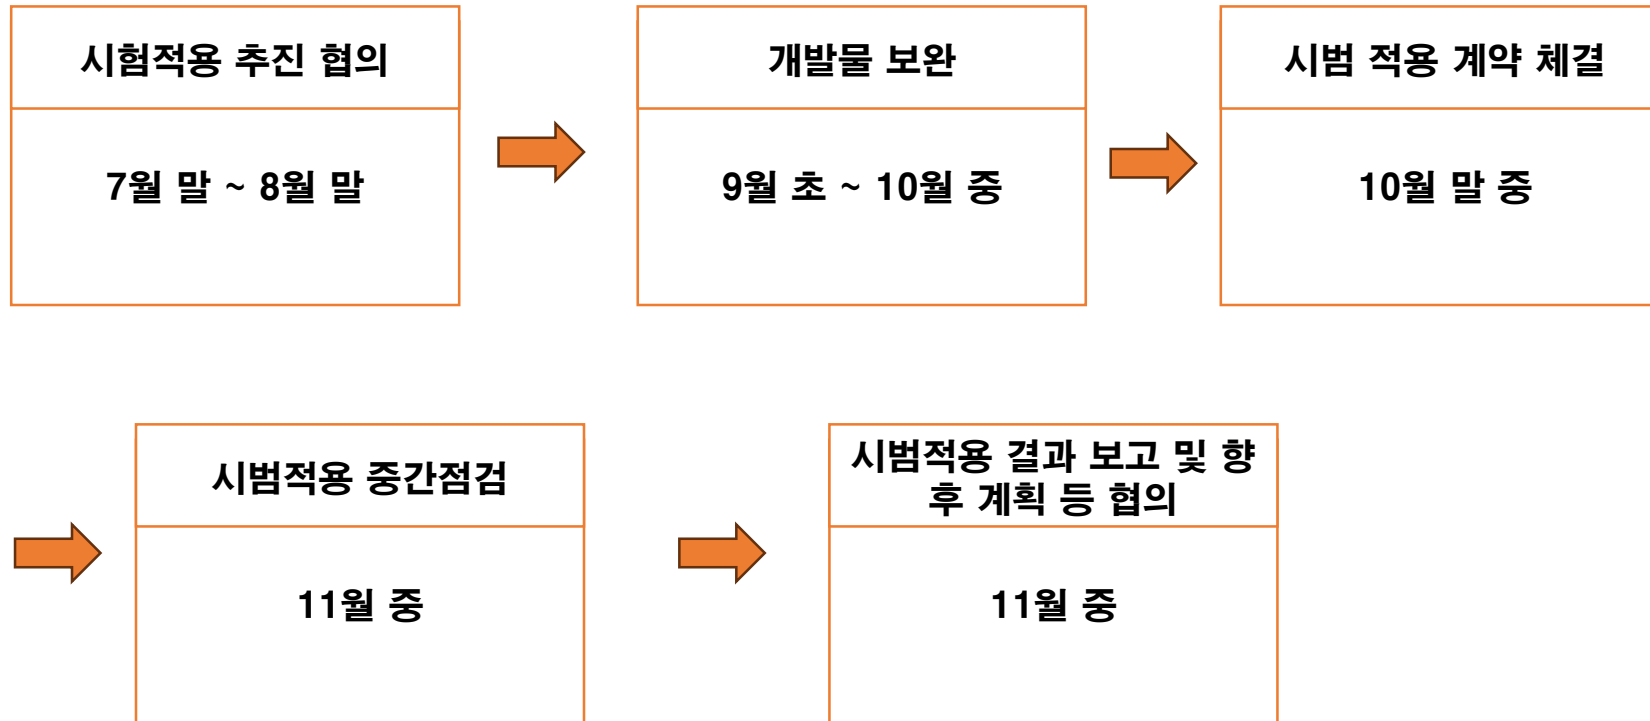 시험적용 추진 협의
7월 말 ~ 8월 말
개발물 보완
9월 초 ~ 10월 중
시범 적용 계약 체결
10월 말 중
시범적용 중간점검
11월 중
시범적용 결과 보고 및 향
후 계획 등 협의
11월 중